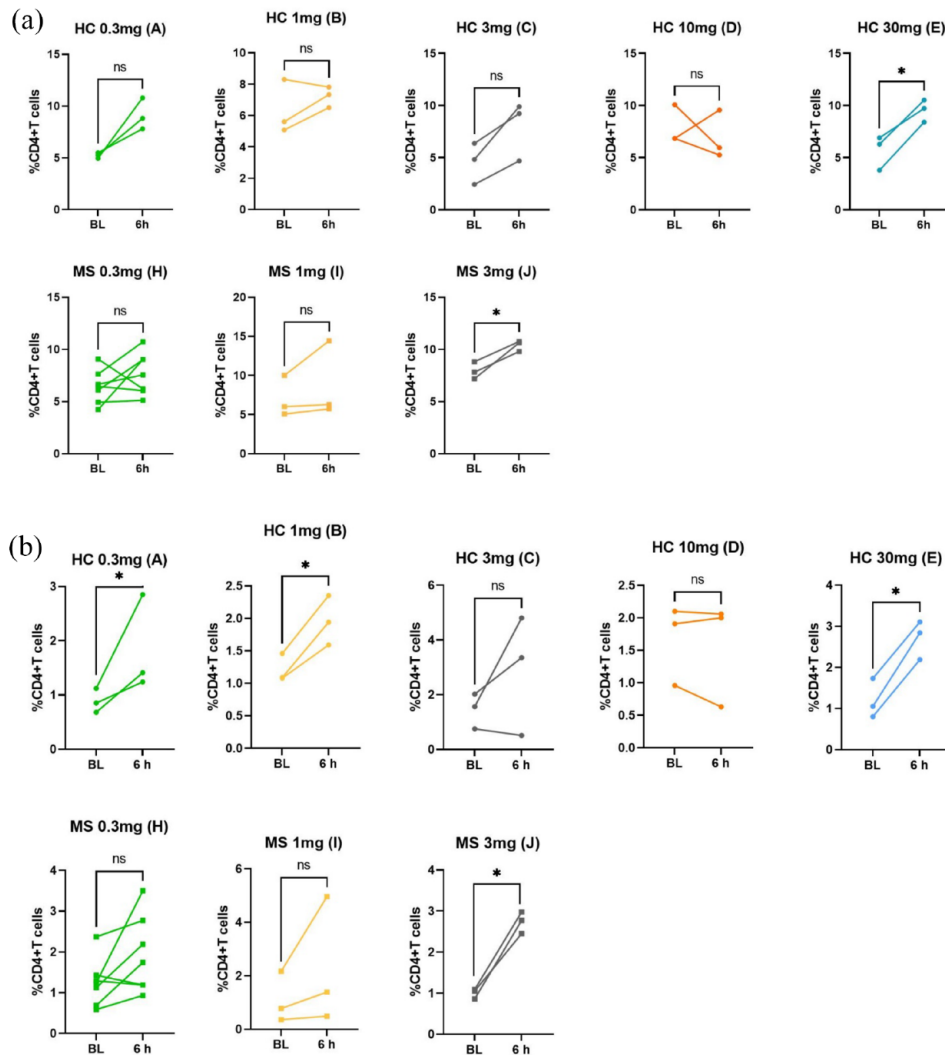 (a)
HC 0.3mg (A)
HC 1mg (B)
HC 3mg (C)
HC 10mg (D)
HC 30mg (E)
ns
ns
ns
ns
*
%CD4+T cells
%CD4+T cells
%CD4+T cells
%CD4+T cells
%CD4+T cells
15
10
5
0
10
8
6
4
2
0
15
10
5
0
15
10
5
0
15
10
5
0
BL 6h
BL 6h
BL 6h
BL 6h
BL 6h
MS 0.3mg (H)
MS 1mg (I)
MS 3mg (J)
ns
ns
*
%CD4+T cells
%CD4+T cells
%CD4+T cells
15
10
5
0
20
15
10
5
0
15
10
5
0
BL 6h
BL 6h
BL 6h
(b)
HC 0.3mg (A)
HC 1mg (B)
HC 3mg (C)
HC 10mg (D)
HC 30mg (E)
*
*
ns
ns
*
%CD4+T cells
%CD4+T cells
%CD4+T cells
%CD4+T cells
%CD4+T cells
3
2
1
0
2.5
2.0
1.5
1.0
0.5
0.0
6
4
2
0
2.5
2.0
1.5
1.0
0.5
0.0
4
3
2
1
0
BL 6 h
BL 6 h
BL 6 h
BL 6 h
BL 6 h
MS 0.3mg (H)
MS 1mg (I)
MS 3mg (J)
ns
ns
*
%CD4+T cells
%CD4+T cells
%CD4+T cells
4
3
2
1
0
6
4
2
0
4
3
2
1
0
BL 6 h
BL 6 h
BL 6 h